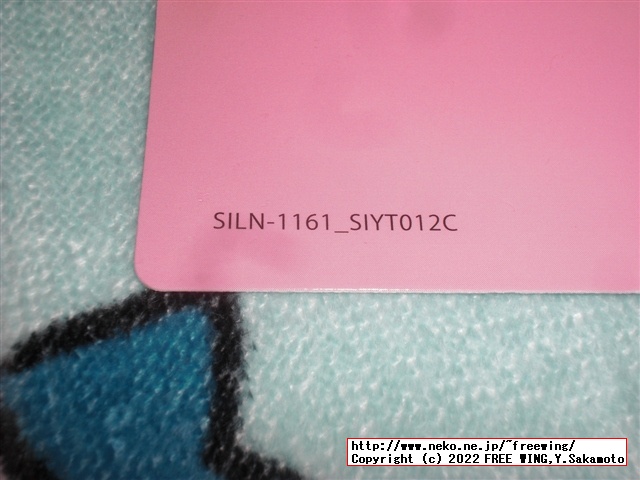 SILN-1161_SIYT012C
http://www.neko.ne.jp/~freewing/
Copyright (c) 2022 FREE WING,Y.Sakamoto